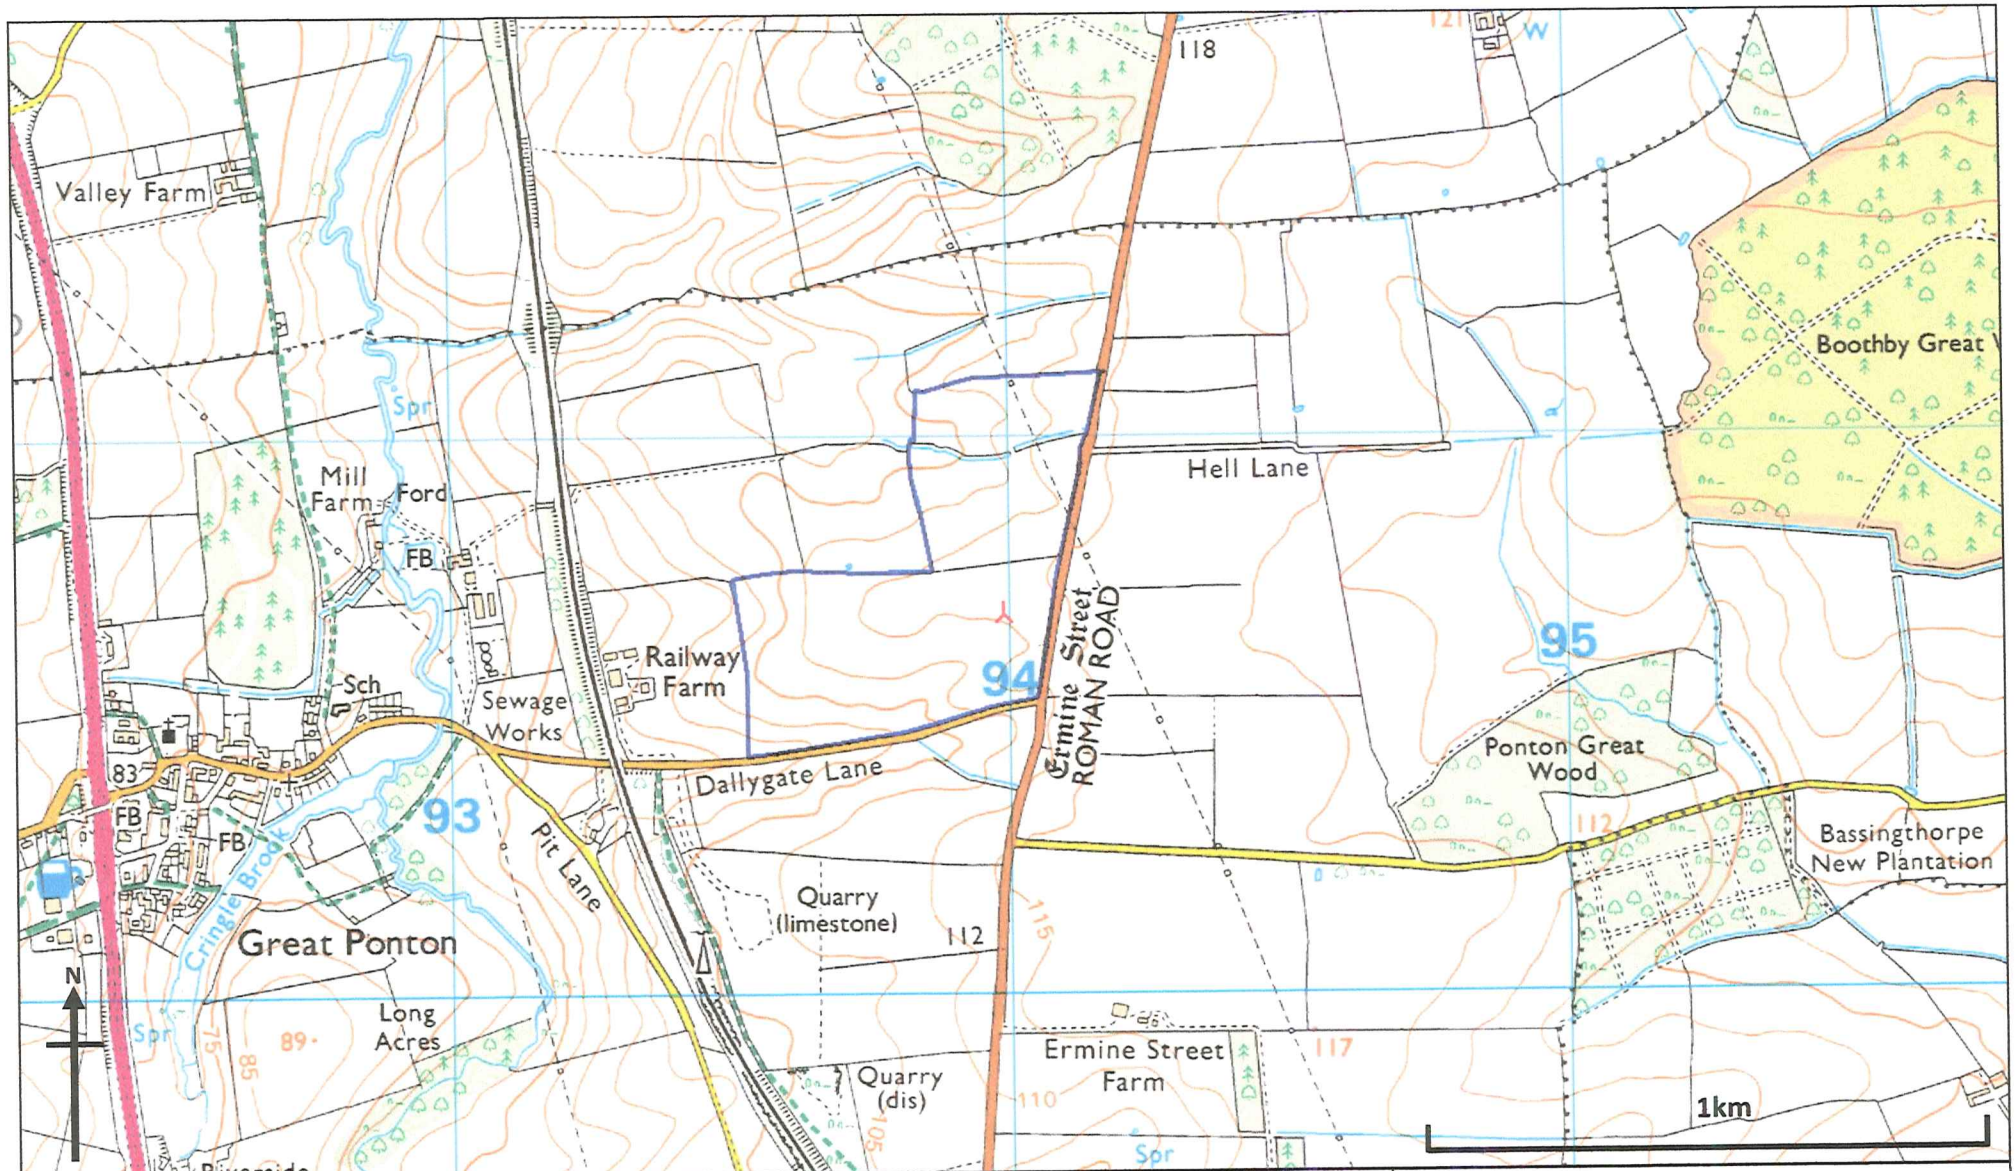 118
121
W
Valley Farm
Boothby Great
Spr
Mill
Farm
Ford
Hell Lane
FB
Ermine Street
ROMAN ROAD
95
Railway
Farm
94
Sch
Sewage
Works
Ponton Great
Wood
83
Dallygate Lane
93
FB
FB
112
Bassingthorpe
New Plantation
Pit Lane
Cringle Brook
Quarry
(limestone)
112
115
Great Ponton
N
Long
Acres
Spr
75
85
89
Ermine Street
Farm
117
Quarry
(dis)
110
105
1km
Spr
Riverside